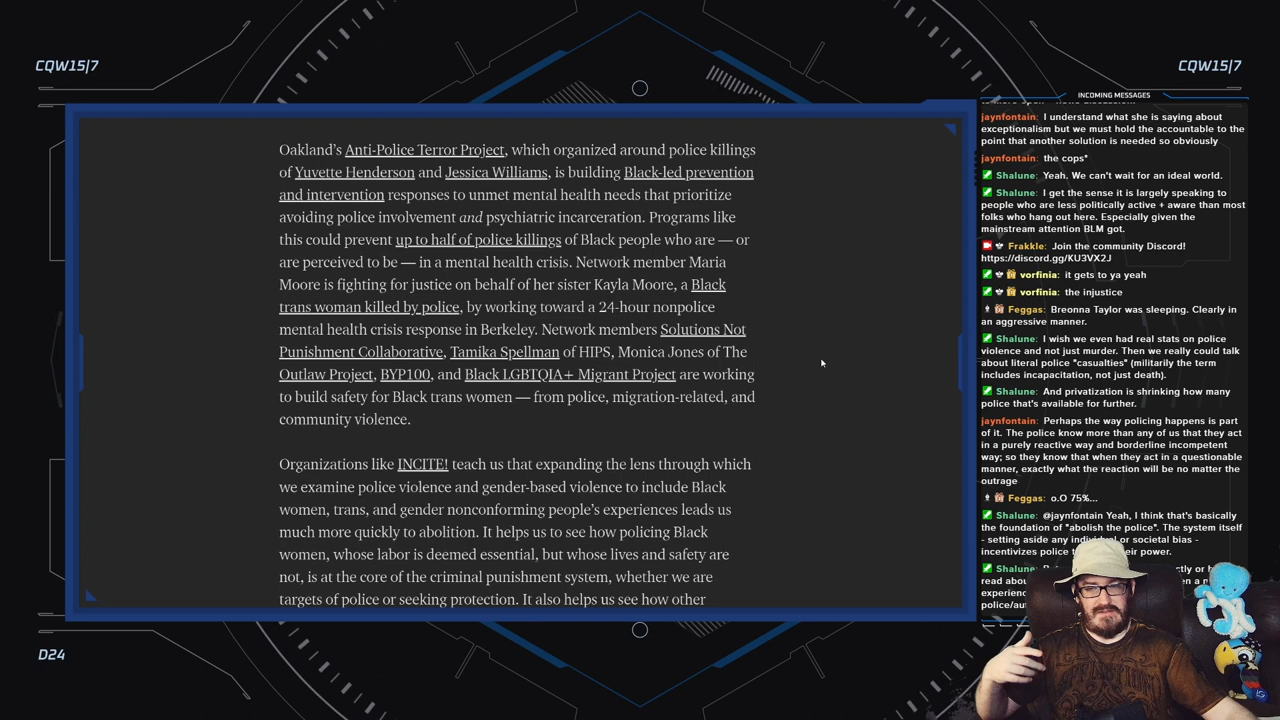 CQW15|7
CQW15|7
Oakland's Anti-Police Terror Project, which organized around police killings
of Yuvette Henderson and Jessica Williams, is building Black-led prevention
and intervention responses to unmet mental health needs that prioritize
avoiding police involvement and psychiatric incarceration. Programs like
this could prevent up to half of police killings of Black people who are — or
are perceived to be — in a mental health crisis. Network member Maria
Moore is fighting for justice on behalf of her sister Kayla Moore, a Black
trans woman killed by police, by working toward a 24-hour nonpolice
mental health crisis response in Berkeley. Network members Solutions Not
Punishment Collaborative, Tamika Spellman of HIPS, Monica Jones of The
Outlaw Project, BYP100, and Black LGBTQIA+ Migrant Project are working
to build safety for Black trans women — from police, migration-related, and
community violence.
Organizations like INCITE! teach us that expanding the lens through which
we examine police violence and gender-based violence to include Black
women, trans, and gender nonconforming people's experiences leads us
much more quickly to abolition. It helps us to see how policing Black
women, whose labor is deemed essential, but whose lives and safety are
not, is at the core of the criminal punishment system, whether we are
targets of police or seeking protection. It also helps us see how other
INCOMING MESSAGES
jaynfontain: I understand what she is saying about
exceptionalism but we must hold the accountable to the
point that another solution is needed so obviously
jaynfontain: the cops*
Shalune: Yeah. We can't wait for an ideal world.
Shalune: I get the sense it is largely speaking to
people who are less politically active + aware than most
folks who hang out here. Especially given the
mainstream attention BLM got.
Frakkle: Join the community Discord!
https://discord.gg/KU3VX2J
vorfinia: it gets to ya yeah
vorfinia: the injustice
Feggas: Breonna Taylor was sleeping. Clearly in
an aggressive manner.
Shalune: I wish we even had real stats on police
violence and not just murder. Then we really could talk
about literal police "casualties" (militarily the term
includes incapacitation, not just death).
Shalune: And privatization is shrinking how many
police that's available for further.
jaynfontain: Perhaps the way policing happens is part
of it. The police know more than any of us that they act
in a purely reactive way and borderline incompetent
way; so they know that when they act in a questionable
manner, exactly what the reaction will be no matter the
outrage
Feggas: o.O 75%...
Shalune: @jaynfontain Yeah, I think that's basically
the foundation of "abolish the police". The system itself
- setting aside any or societal bias -
incentivizes police their power.
Shalune:
read
D24